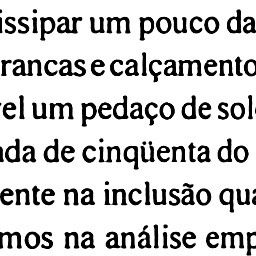 issipar um pouco da
rancas e calçamento
el um pedaço de sol
da de cinqüenta do
ente na inclusão qua
mos na análise emp